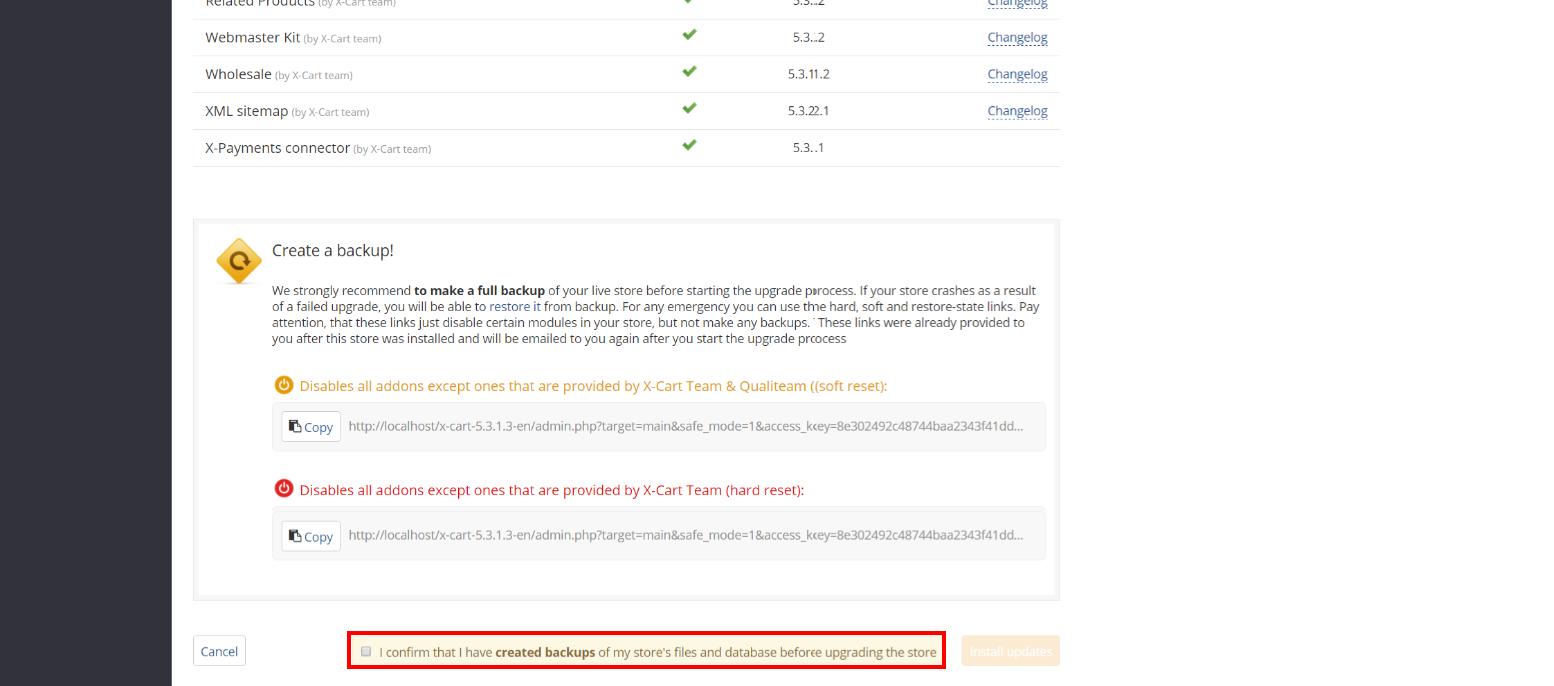 Related Products (by X-Cart team) 5.3...2 Changelog
Webmaster Kit (by X-Cart team) 5.3...2 Changelog
Wholesale (by X-Cart team) 5.3.11.2 Changelog
XML sitemap (by X-Cart team) 5.3.22.1 Changelog
X-Payments connector (by X-Cart team) 5.3. .1
Create a backup!
We strongly recommend to make a full backup of your live store before starting the upgrade process. If your store crashes as a result
of a failed upgrade, you will be able to restore it from backup. For any emergency you can use the hard, soft and restore-state links. Pay
attention, that these links just disable certain modules in your store, but not make any backups. These links were already provided to
you after this store was installed and will be emailed to you again after you start the upgrade process
Disables all addons except ones that are provided by X-Cart Team & Qualiteam ((soft reset):
Copy http://localhost/x-cart-5.3.1.3-en/admin.php?target=main&safe_mode=1&access_key=8e302492c48744baa2343f41dd...
Disables all addons except ones that are provided by X-Cart Team (hard reset):
Copy http://localhost/x-cart-5.3.1.3-en/admin.php?target=main&safe_mode=1&access_key=8e302492c48744baa2343f41dd...
Cancel I confirm that I have created backups of my store's files and database before upgrading the store Install updates